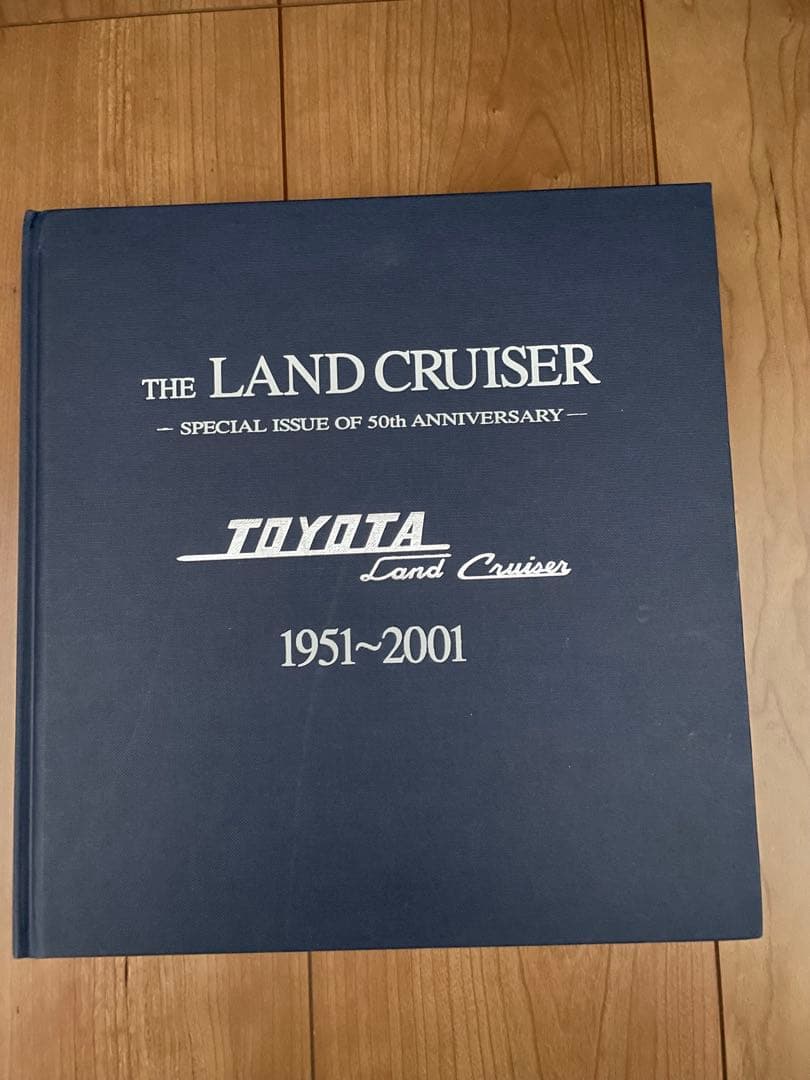 THE LAND CRUISER
— SPECIAL ISSUE OF 50th ANNIVERSARY —
TOYOTA
Land Cruiser
1951~2001